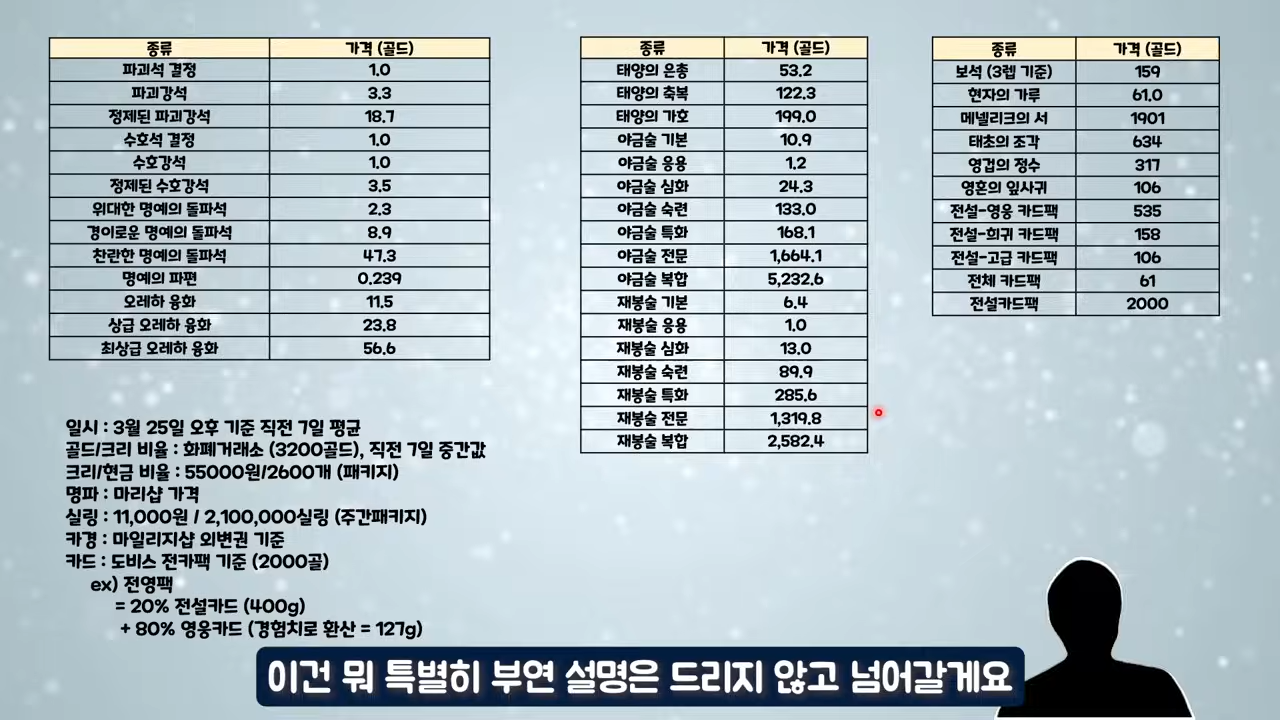 종류 가격 (골드)
파괴석 결정 1.0
파괴강석 3.3
정제된 파괴강석 18.7
수호석 결정 1.0
수호강석 1.0
정제된 수호강석 3.5
위대한 명예의 돌파석 2.3
경이로운 명예의 돌파석 8.9
찬란한 명예의 돌파석 47.3
명예의 파편 0.239
오레하 융화 11.5
상급 오레하 융화 23.8
최상급 오레하 융화 56.6
일시 : 3월 25일 오후 기준 직전 7일 평균
골드/크리 비율 : 화폐거래소 (3200골드), 직전 7일 중간값
크리/현금 비율 : 55000원/2600개 (패키지)
명파 : 마리샵 가격
실링 : 11,000원 / 2,100,000실링 (주간패키지)
카경 : 마일리지샵 외변권 기준
카드 : 도비스 전카팩 기준 (2000골)
ex) 전영팩
= 20% 전설카드 (400g)
+ 80% 영웅카드 (경험치로 환산 = 127g)
종류 가격 (골드)
태양의 은총 53.2
태양의 축복 122.3
태양의 가호 199.0
야금술 기본 10.9
야금술 응용 1.2
야금술 심화 24.3
야금술 숙련 133.0
야금술 특화 168.1
야금술 전문 1,664.1
야금술 복합 5,232.6
재봉술 기본 6.4
재봉술 응용 1.0
재봉술 심화 13.0
재봉술 숙련 89.9
재봉술 특화 285.6
재봉술 전문 1,319.8
재봉술 복합 2,582.4
종류 가격 (골드)
보석 (3렙 기준) 159
현자의 가루 61.0
메넬리크의 서 1901
태초의 조각 634
영겁의 정수 317
영혼의 잎사귀 106
전설-영웅 카드팩 535
전설-희귀 카드팩 158
전설-고급 카드팩 106
전체 카드팩 61
전설카드팩 2000
이건 뭐 특별히 부연 설명은 드리지 않고 넘어갈게요